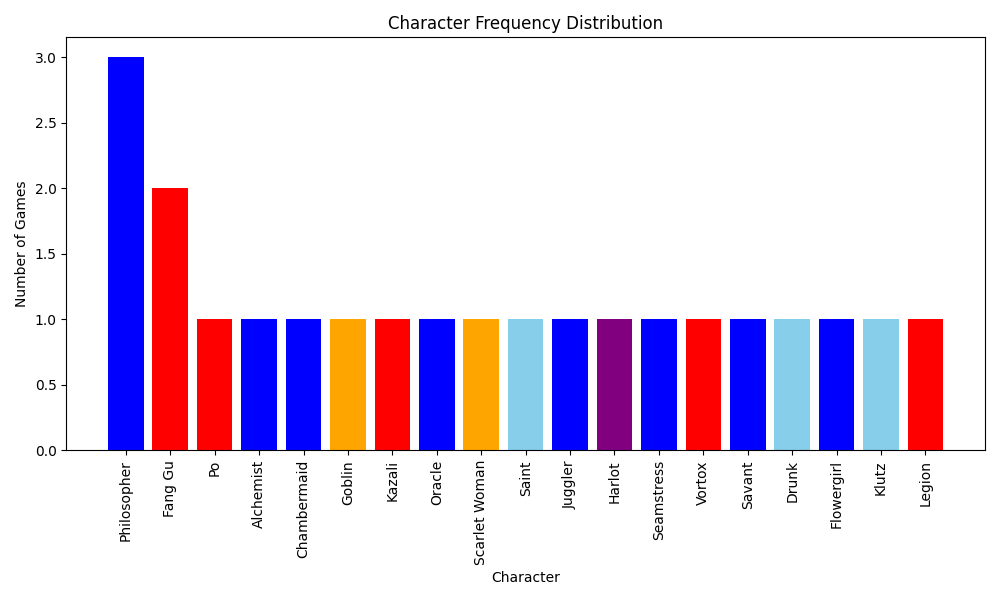 Character Frequency Distribution
Number of Games
3.0
2.5
2.0
1.5
1.0
0.5
0.0
Philosopher
Fang Gu
Po
Alchemist
Chambermaid
Goblin
Kazali
Oracle
Scarlet Woman
Saint
Juggler
Harlot
Seamstress
Vortox
Savant
Drunk
Flowergirl
Klutz
Legion
Character